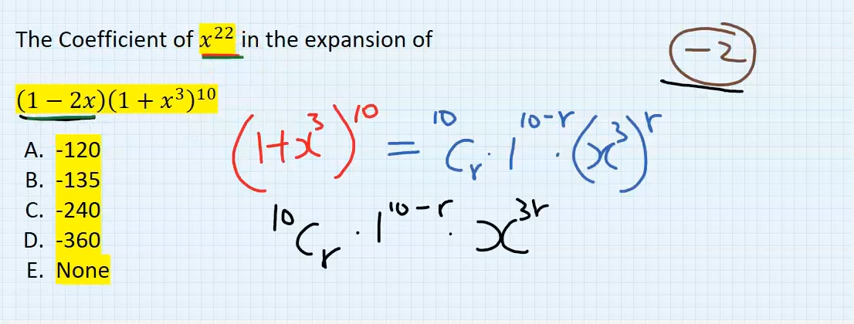 The Coefficient of x²² in the expansion of
-2
(1 − 2x)(1 + x³)¹⁰
(1+x³)¹⁰ = ¹⁰Cᵣ · 1¹⁰⁻ʳ · (x³)ʳ
A. -120
B. -135
C. -240
D. -360
E. None
¹⁰Cᵣ · 1¹⁰⁻ʳ · x³ʳ